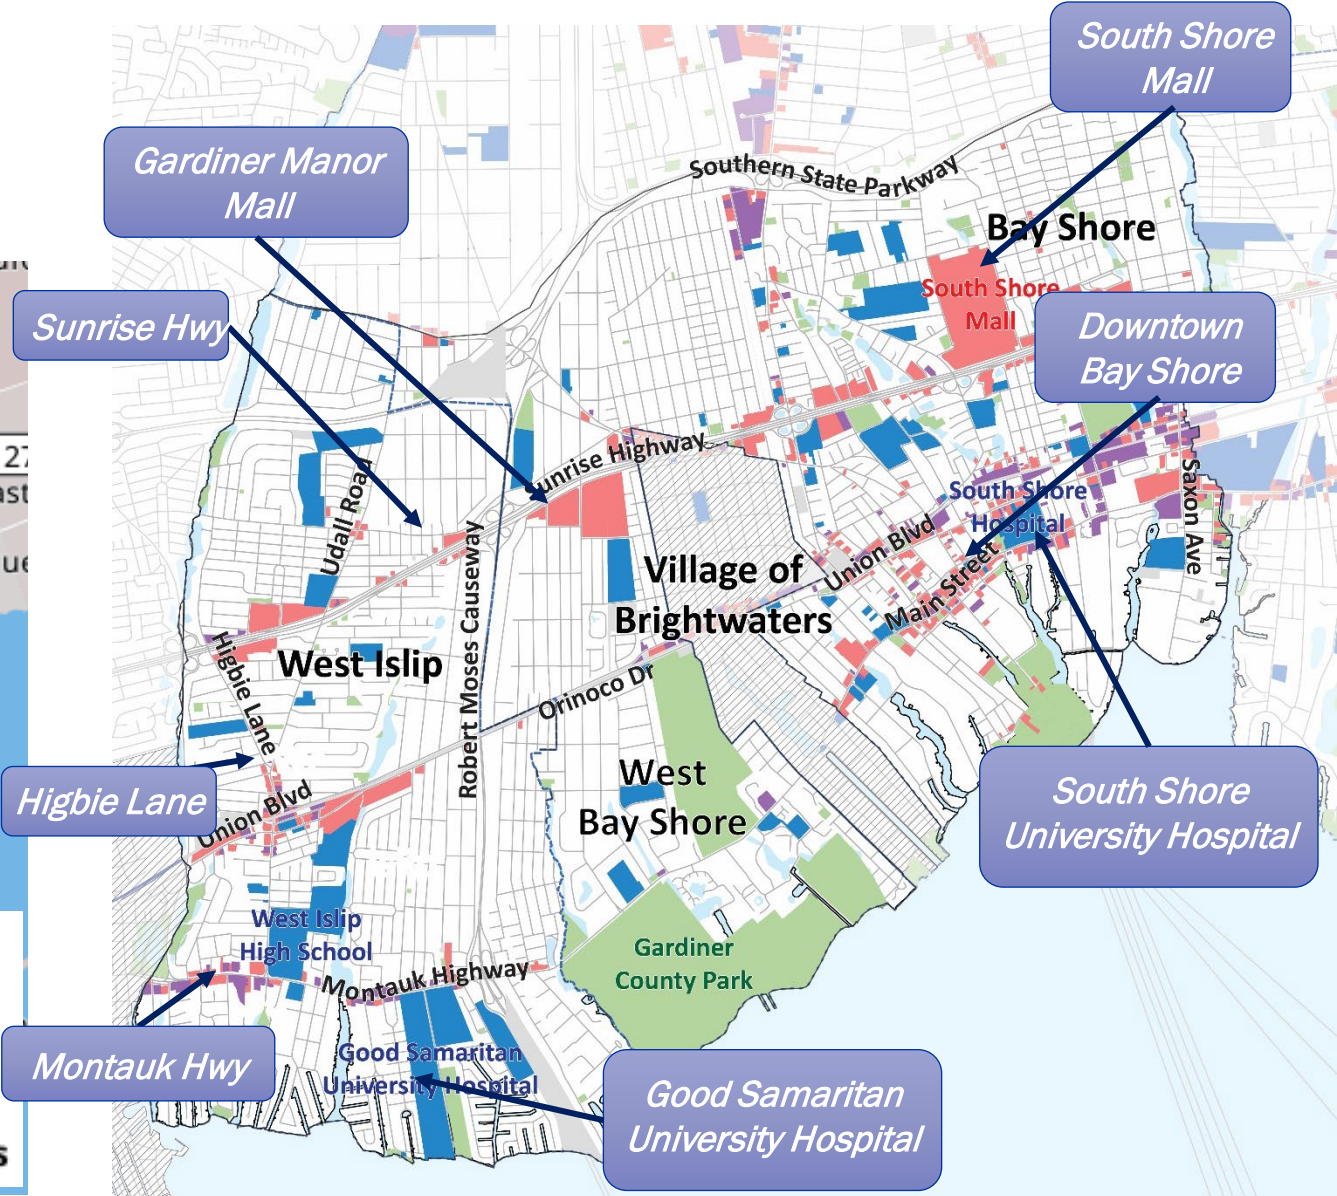 South Shore
Mall
Gardiner Manor
Mall
Southern State Parkway
Bay Shore
South Shore
Mall
Sunrise Hwy
Downtown
Bay Shore
27
Sunrise Highway
Udall Road
South Shore
Hospital
Saxon Ave
Union Blvd
Village of
Brightwaters
Main Street
Robert Moses Causeway
Higbie Lane
West Islip
Orinoco Dr
West
Bay Shore
Higbie Lane
Union Blvd
South Shore
University Hospital
West Islip
High School
Gardiner
County Park
Montauk Highway
Montauk Hwy
Good Samaritan
University Hospital
Good Samaritan
University Hospital
s